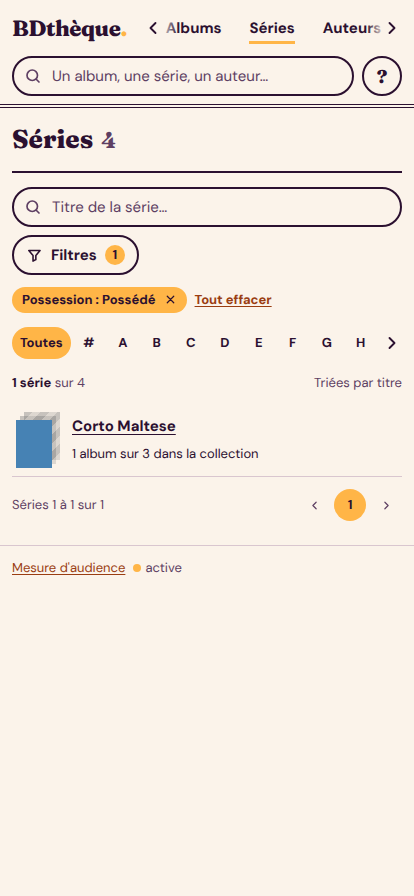 BDthèque.
Albums Séries Auteurs
Un album, une série, un auteur...
?
Séries 4
Titre de la série...
Filtres 1
Possession : Possédé × Tout effacer
Toutes # A B C D E F G H
1 série sur 4 Triées par titre
Corto Maltese
1 album sur 3 dans la collection
Séries 1 à 1 sur 1 ‹ 1 ›
Mesure d'audience active